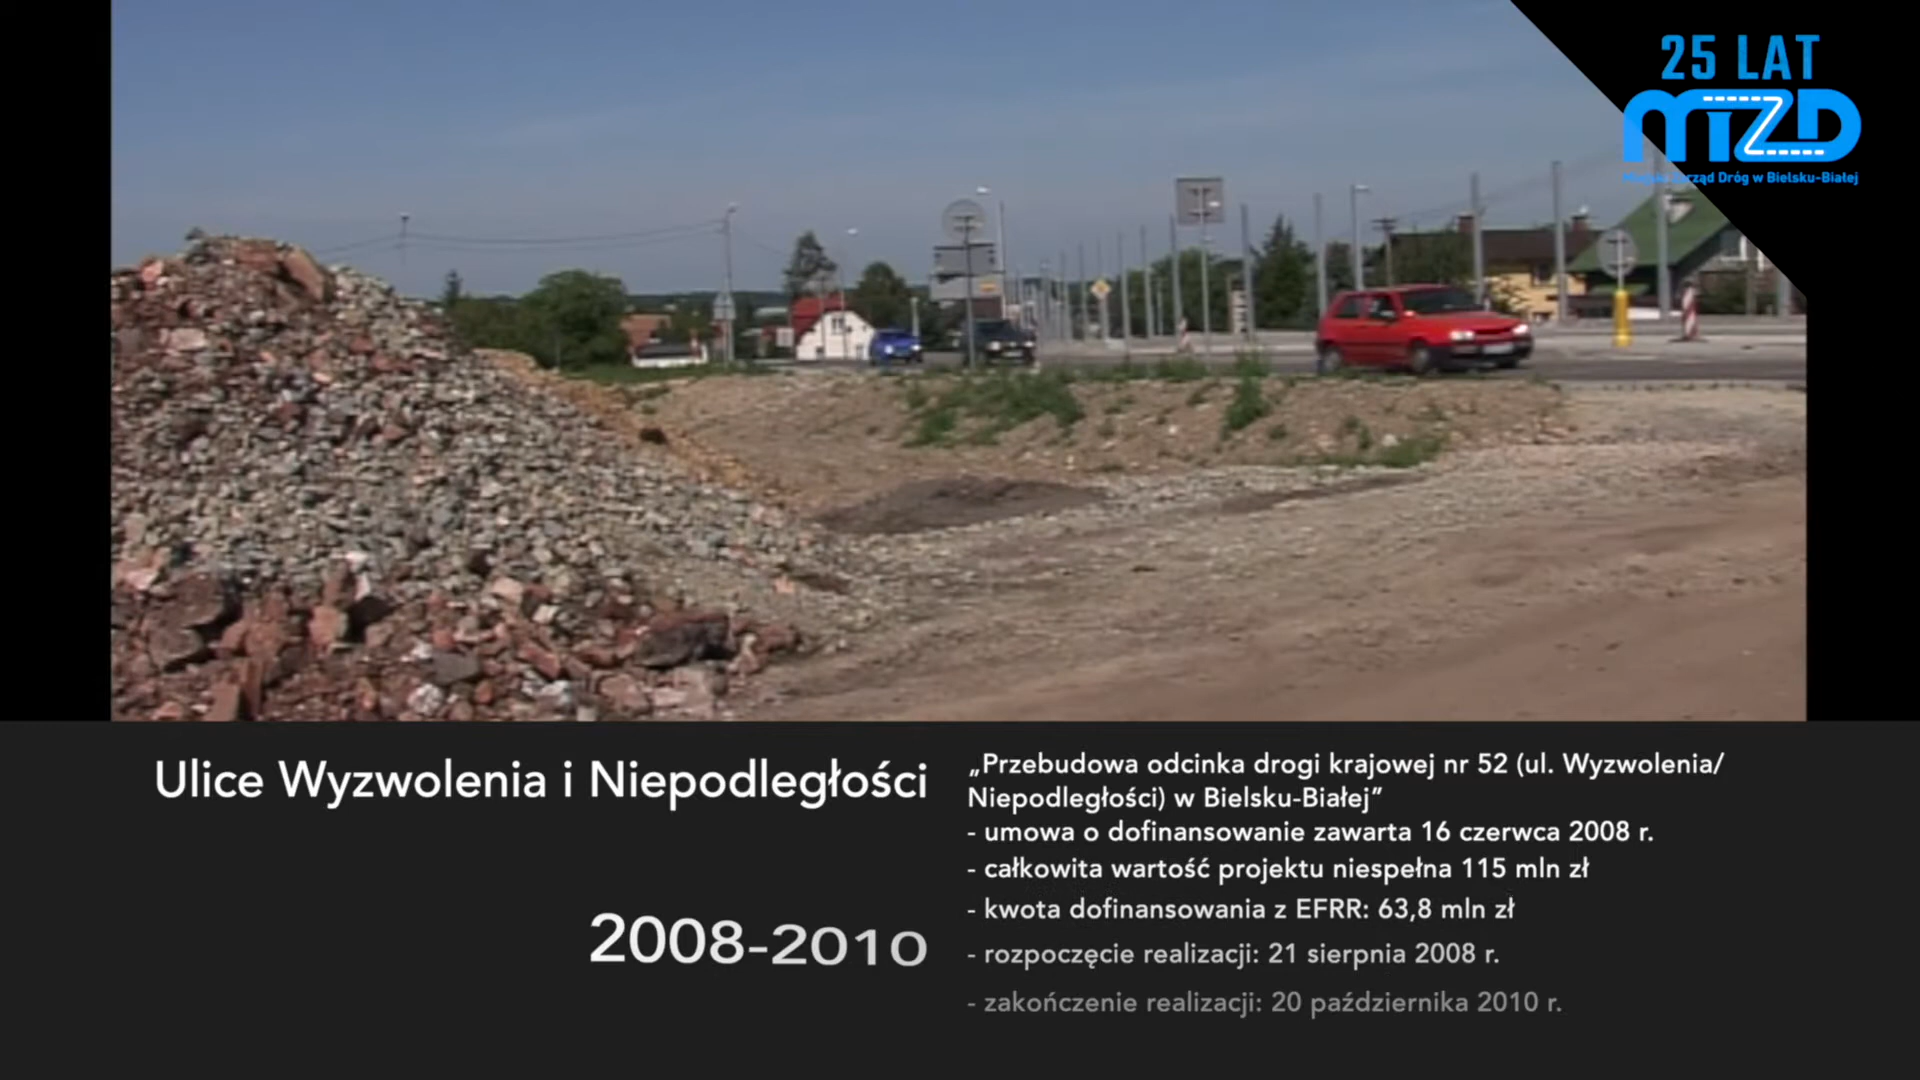 25 LAT
MZD
Dróg w Bielsku-Białej
Ulice Wyzwolenia i Niepodległości
2008-2010
„Przebudowa odcinka drogi krajowej nr 52 (ul. Wyzwolenia/
Niepodległości) w Bielsku-Białej”
- umowa o dofinansowanie zawarta 16 czerwca 2008 r.
- całkowita wartość projektu niespełna 115 mln zł
- kwota dofinansowania z EFRR: 63,8 mln zł
- rozpoczęcie realizacji: 21 sierpnia 2008 r.
- zakończenie realizacji: 20 października 2010 r.